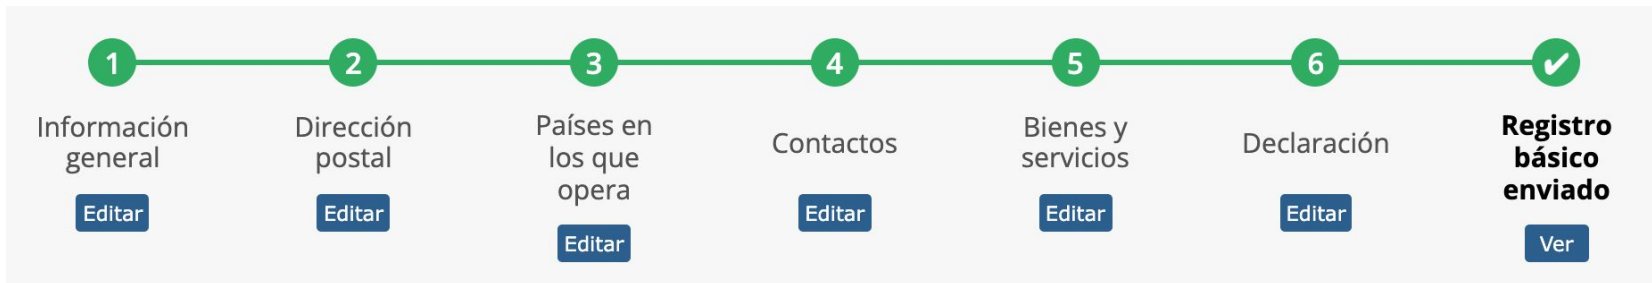 1
2
3
4
5
6
✔
Información
general
Editar
Dirección
postal
Editar
Países en
los que
opera
Editar
Contactos
Editar
Bienes y
servicios
Editar
Declaración
Editar
Registro
básico
enviado
Ver